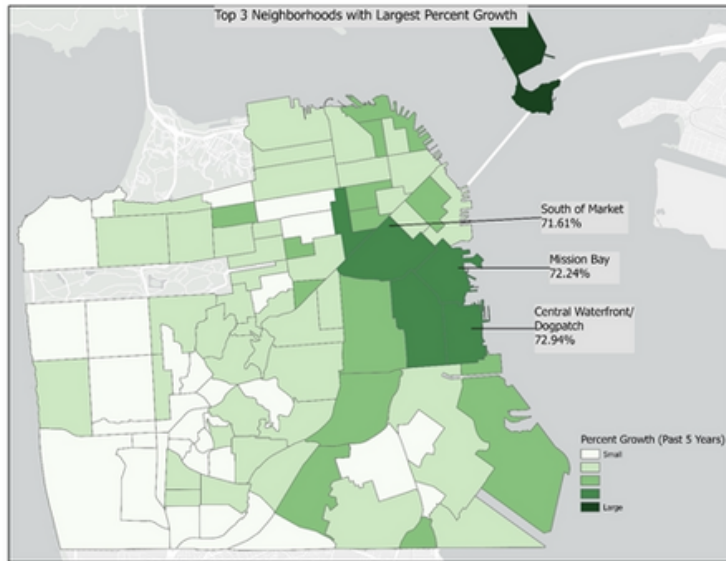 Top 3 Neighborhoods with Largest Percent Growth
South of Market
71.61%
Mission Bay
72.24%
Central Waterfront/
Dogpatch
72.94%
Percent Growth (Past 5 Years)
Small
Large